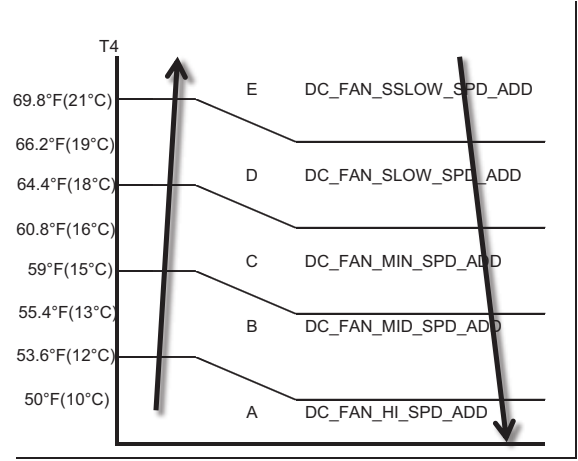 T4
E DC_FAN_SSLOW_SPD_ADD
69.8°F(21°C)
66.2°F(19°C)
D DC_FAN_SLOW_SPD_ADD
64.4°F(18°C)
60.8°F(16°C)
C DC_FAN_MIN_SPD_ADD
59°F(15°C)
55.4°F(13°C)
B DC_FAN_MID_SPD_ADD
53.6°F(12°C)
50°F(10°C)
A DC_FAN_HI_SPD_ADD